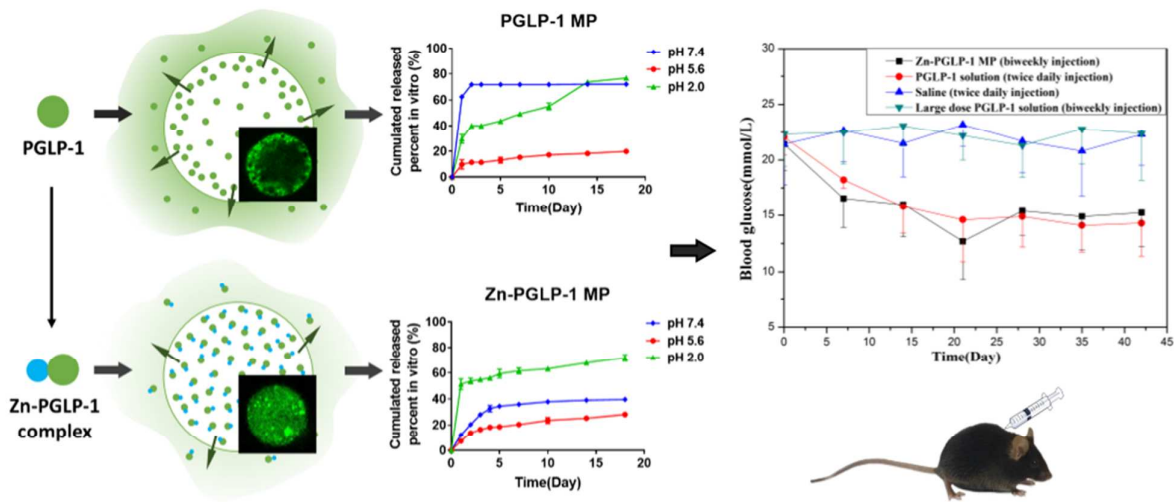 PGLP-1
Zn-PGLP-1
complex
PGLP-1 MP
Cumulated released
percent in vitro (%)
100
80
60
40
20
0
0 5 10 15 20
Time(Day)
pH 7.4
pH 5.6
pH 2.0
Zn-PGLP-1 MP
Cumulated released
percent in vitro (%)
100
80
60
40
20
0
0 5 10 15 20
Time(Day)
pH 7.4
pH 5.6
pH 2.0
Zn-PGLP-1 MP (biweekly injection)
PGLP-1 solution (twice daily injection)
Saline (twice daily injection)
Large dose PGLP-1 solution (biweekly injection)
Blood glucose(mmol/L)
30
25
20
15
10
5
0 5 10 15 20 25 30 35 40 45
Time(Day)